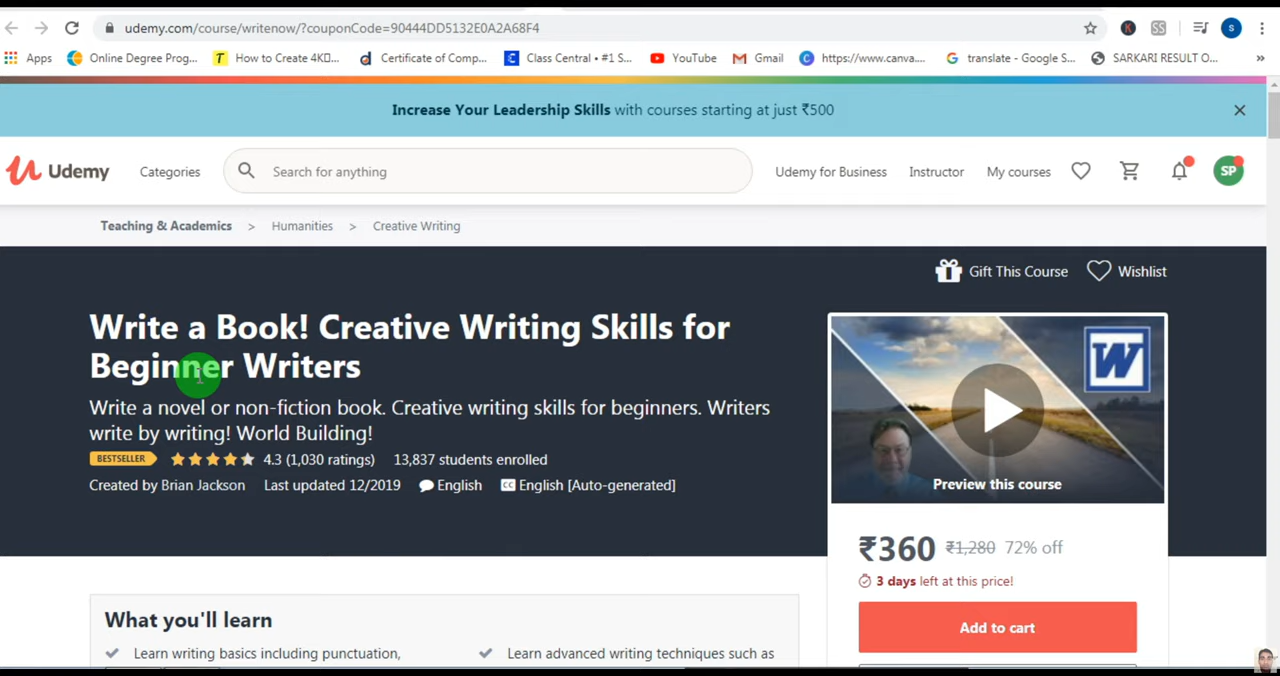 udemy.com/course/writenow/?couponCode=90444DD5132E0A2A68F4
K SS S
Apps Online Degree Prog... T How to Create 4K... d Certificate of Comp... C Class Central • #1 S... YouTube Gmail C https://www.canva.... G translate - Google S... SARKARI RESULT O... »
Increase Your Leadership Skills with courses starting at just ₹500
Udemy Categories Search for anything Udemy for Business Instructor My courses SP
Teaching & Academics > Humanities > Creative Writing
Gift This Course Wishlist
Write a Book! Creative Writing Skills for
Beginner Writers
Write a novel or non-fiction book. Creative writing skills for beginners. Writers
write by writing! World Building!
BESTSELLER 4.3 (1,030 ratings) 13,837 students enrolled
Created by Brian Jackson Last updated 12/2019 English CC English [Auto-generated]
W
Preview this course
₹360 ₹1,280 72% off
3 days left at this price!
Add to cart
What you'll learn
Learn writing basics including punctuation, Learn advanced writing techniques such as